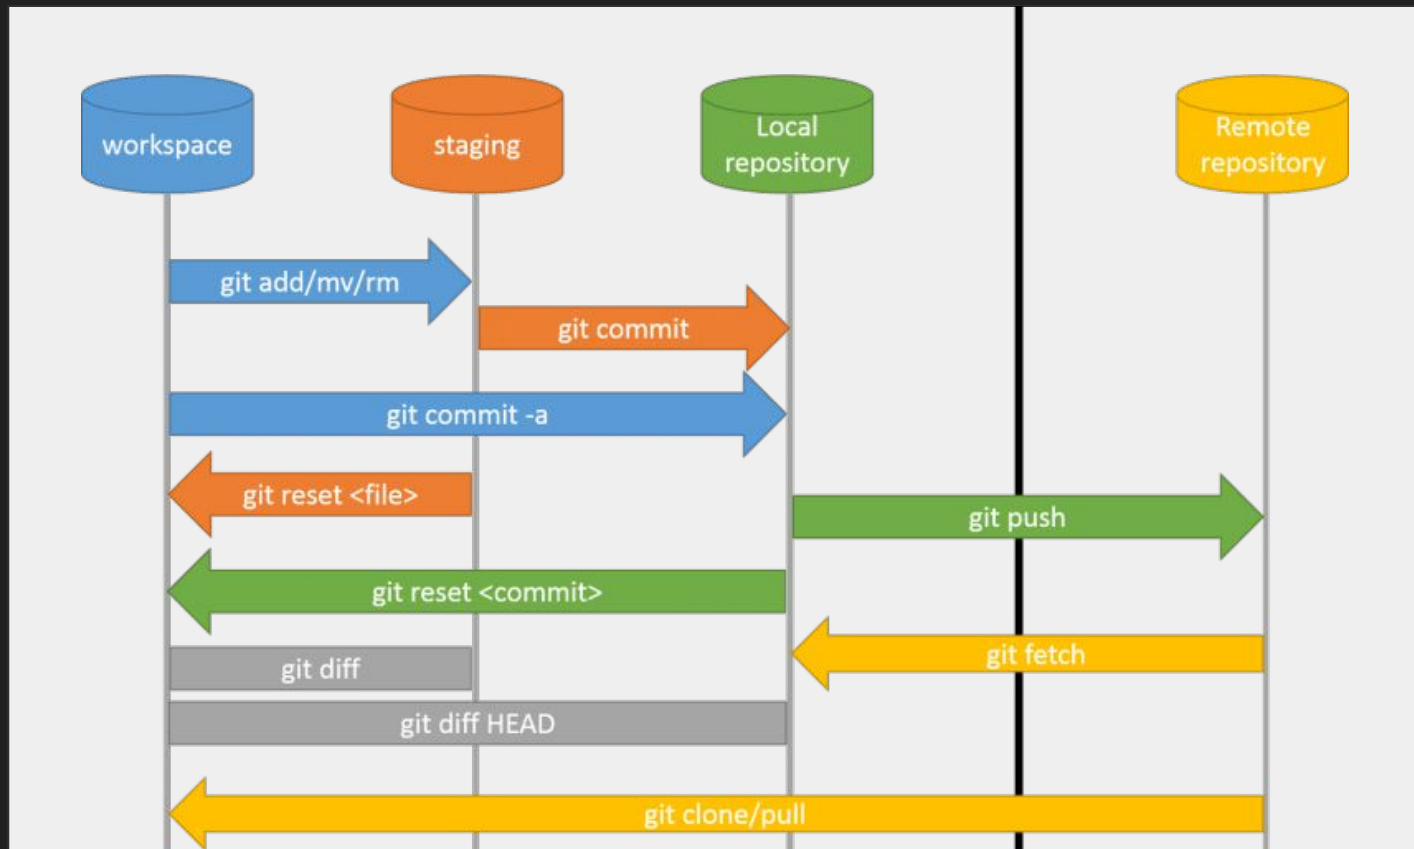 workspace
staging
Local
repository
Remote
repository
git add/mv/rm
git commit
git commit -a
git reset <file>
git push
git reset <commit>
git fetch
git diff
git diff HEAD
git clone/pull